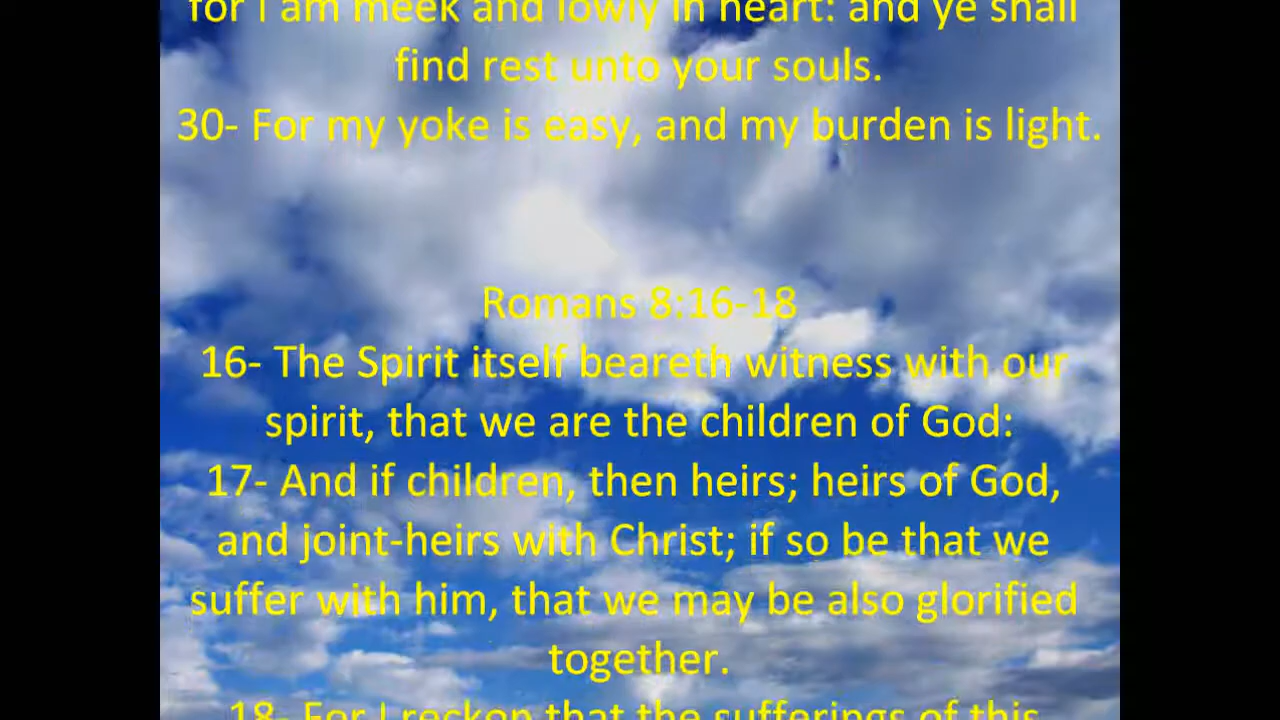 for I am meek and lowly in heart: and ye shall
find rest unto your souls.
30- For my yoke is easy, and my burden is light.
Romans 8:16-18
16- The Spirit itself beareth witness with our
spirit, that we are the children of God:
17- And if children, then heirs; heirs of God,
and joint-heirs with Christ; if so be that we
suffer with him, that we may be also glorified
together.
18- For I reckon that the sufferings of this